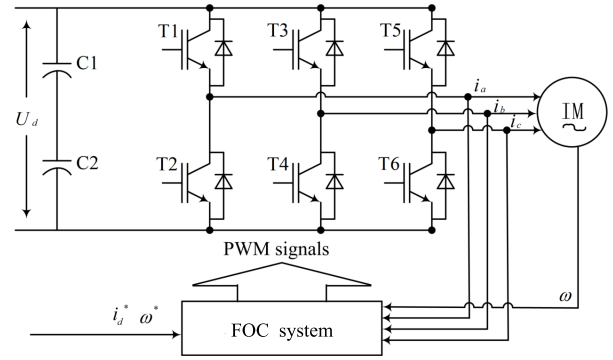 T1
T3
T5
C1
i_a
U_d
i_b
IM
i_c
C2
T2
T4
T6
PWM signals
ω
i_d* ω*
FOC system